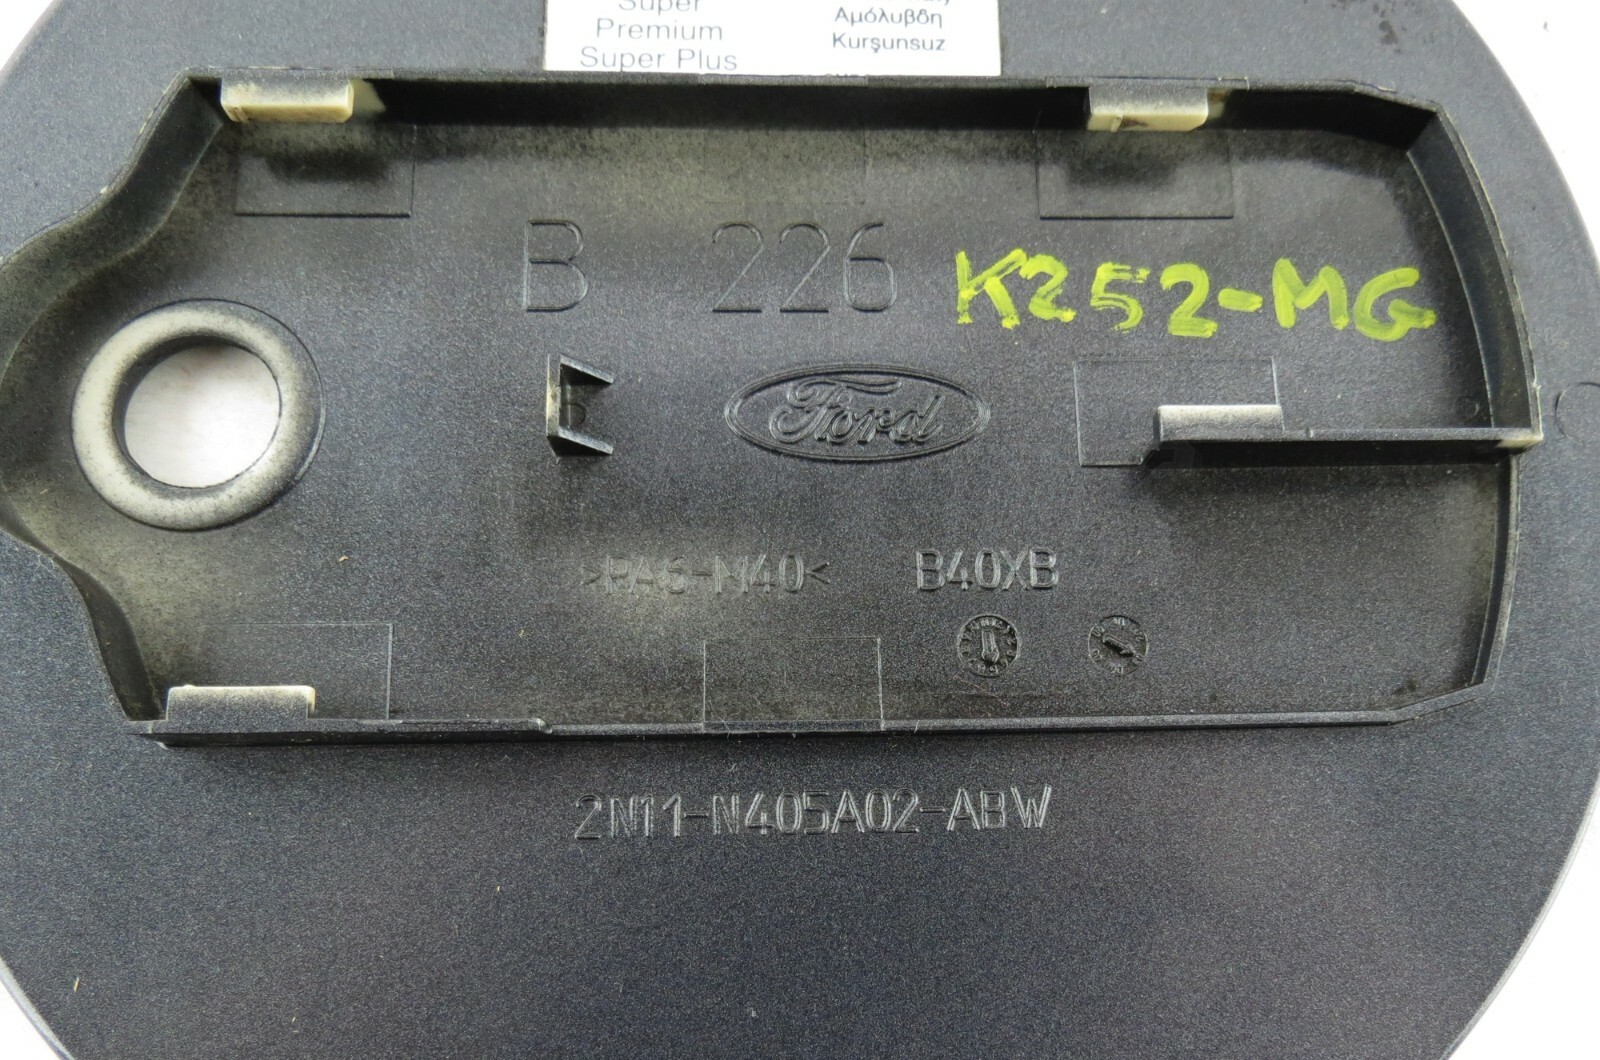 Super
Premium
Super Plus
Αμόλυβδη
Kurşunsuz
B 226
K252-MG
Ford
>PA6-M40< B40XB
2N11-N405A02-ABW